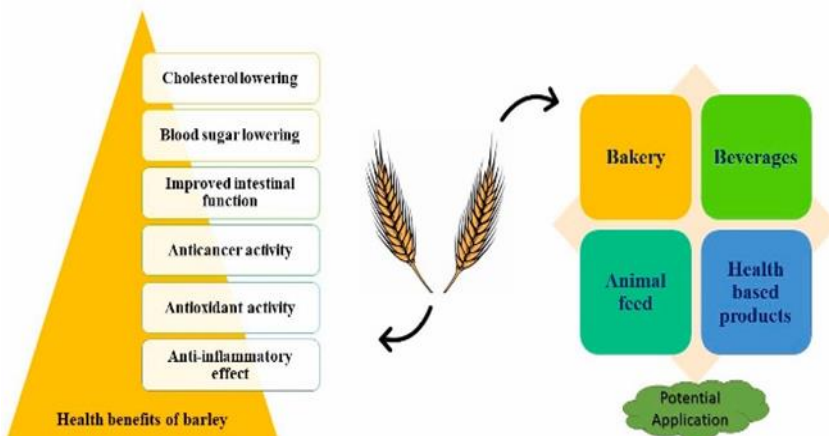 Cholesterol lowering
Blood sugar lowering
Improved intestinal
function
Anticancer activity
Antioxidant activity
Anti-inflammatory
effect
Health benefits of barley
Bakery
Beverages
Animal
feed
Health
based
products
Potential
Application